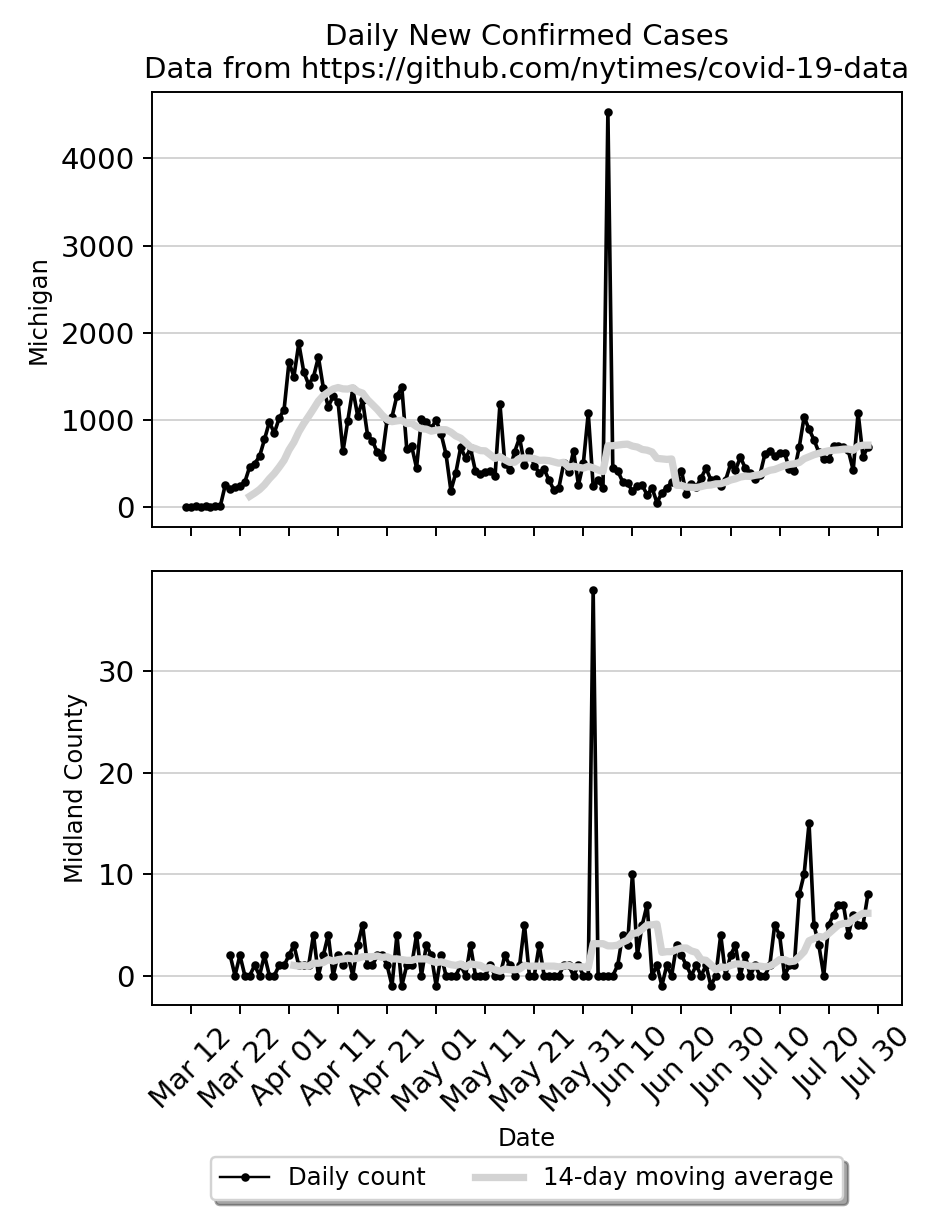 Daily New Confirmed Cases
Data from https://github.com/nytimes/covid-19-data
Michigan
4000
3000
2000
1000
0
Midland County
30
20
10
0
Mar 12
Mar 22
Apr 01
Apr 11
Apr 21
May 01
May 11
May 21
May 31
Jun 10
Jun 20
Jun 30
Jul 10
Jul 20
Jul 30
Date
Daily count
14-day moving average